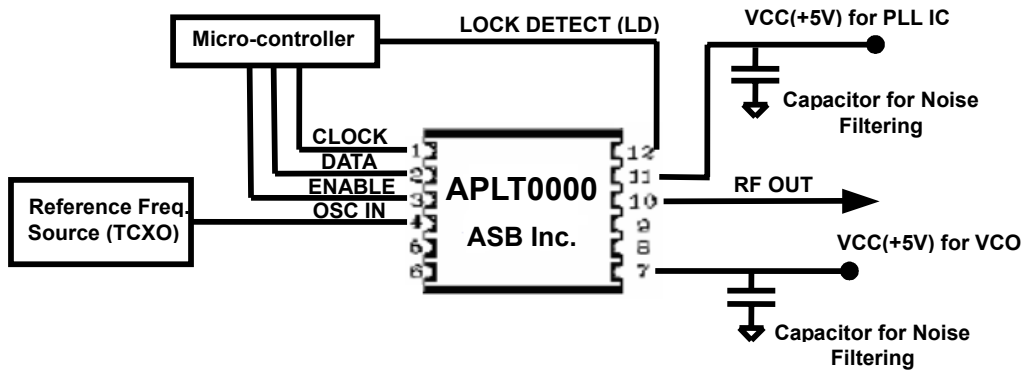 LOCK DETECT (LD)
VCC(+5V) for PLL IC
Micro-controller
Capacitor for Noise
Filtering
CLOCK
DATA
ENABLE
OSC IN
1
2
3
4
5
6
APLT0000
ASB Inc.
12
11
10
9
8
7
RF OUT
Reference Freq.
Source (TCXO)
VCC(+5V) for VCO
Capacitor for Noise
Filtering